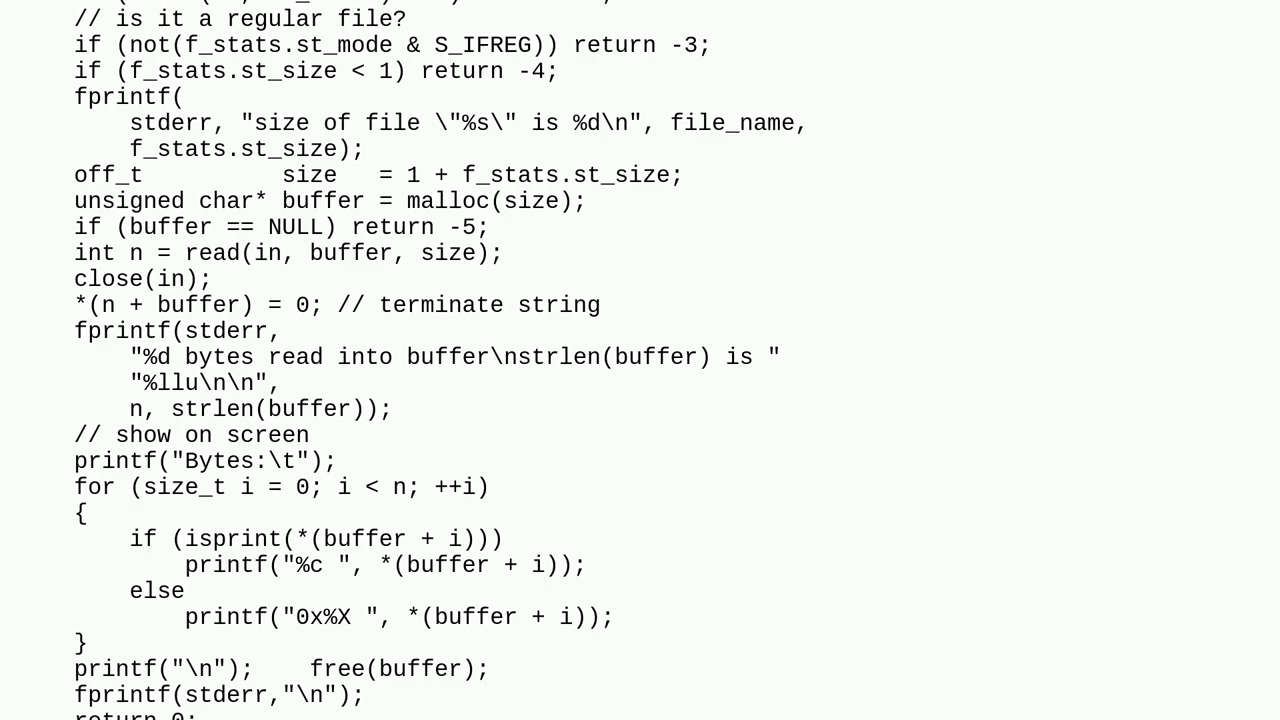 // is it a regular file?
if (not(f_stats.st_mode & S_IFREG)) return -3;
if (f_stats.st_size < 1) return -4;
fprintf(
    stderr, "size of file \"%s\" is %d\n", file_name,
    f_stats.st_size);
off_t          size   = 1 + f_stats.st_size;
unsigned char* buffer = malloc(size);
if (buffer == NULL) return -5;
int n = read(in, buffer, size);
close(in);
*(n + buffer) = 0; // terminate string
fprintf(stderr,
    "%d bytes read into buffer\nstrlen(buffer) is "
    "%llu\n\n",
    n, strlen(buffer));
// show on screen
printf("Bytes:\t");
for (size_t i = 0; i < n; ++i)
{
    if (isprint(*(buffer + i)))
        printf("%c ", *(buffer + i));
    else
        printf("0x%X ", *(buffer + i));
}
printf("\n");    free(buffer);
fprintf(stderr,"\n");
return 0;